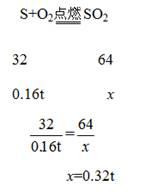 S+O₂点燃SO₂
32 64
0.16t x
32/0.16t=64/x
x=0.32t